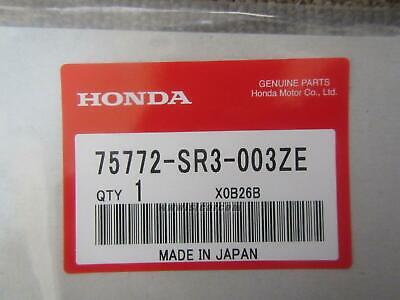 GENUINE PARTS
HONDA
Honda Motor Co., Ltd.
75772-SR3-003ZE
QTY 1 X0B26B
MADE IN JAPAN